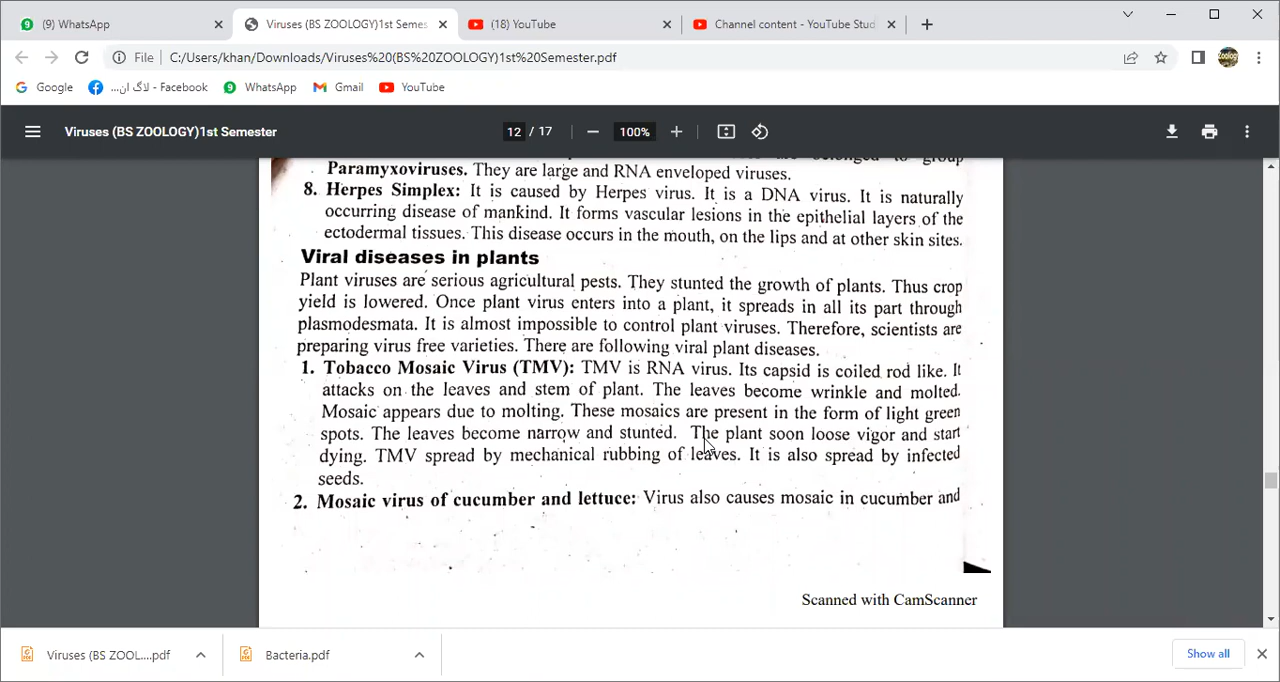 (9) WhatsApp
Viruses (BS ZOOLOGY)1st Semes
(18) YouTube
Channel content - YouTube Stud
File
C:/Users/khan/Downloads/Viruses%20(BS%20ZOOLOGY)1st%20Semester.pdf
Google
لاگ ان... - Facebook
WhatsApp
Gmail
YouTube
Viruses (BS ZOOLOGY)1st Semester
12 / 17
100%
belonged to group
Paramyxoviruses. They are large and RNA enveloped viruses.
8. Herpes Simplex: It is caused by Herpes virus. It is a DNA virus. It is naturally
occurring disease of mankind. It forms vascular lesions in the epithelial layers of the
ectodermal tissues. This disease occurs in the mouth, on the lips and at other skin sites.
Viral diseases in plants
Plant viruses are serious agricultural pests. They stunted the growth of plants. Thus crop
yield is lowered. Once plant virus enters into a plant, it spreads in all its part through
plasmodesmata. It is almost impossible to control plant viruses. Therefore, scientists are
preparing virus free varieties. There are following viral plant diseases.
1. Tobacco Mosaic Virus (TMV): TMV is RNA virus. Its capsid is coiled rod like. It
attacks on the leaves and stem of plant. The leaves become wrinkle and molted.
Mosaic appears due to molting. These mosaics are present in the form of light green
spots. The leaves become narrow and stunted. The plant soon loose vigor and start
dying. TMV spread by mechanical rubbing of leaves. It is also spread by infected
seeds.
2. Mosaic virus of cucumber and lettuce: Virus also causes mosaic in cucumber and
Scanned with CamScanner
Viruses (BS ZOOL....pdf
Bacteria.pdf
Show all